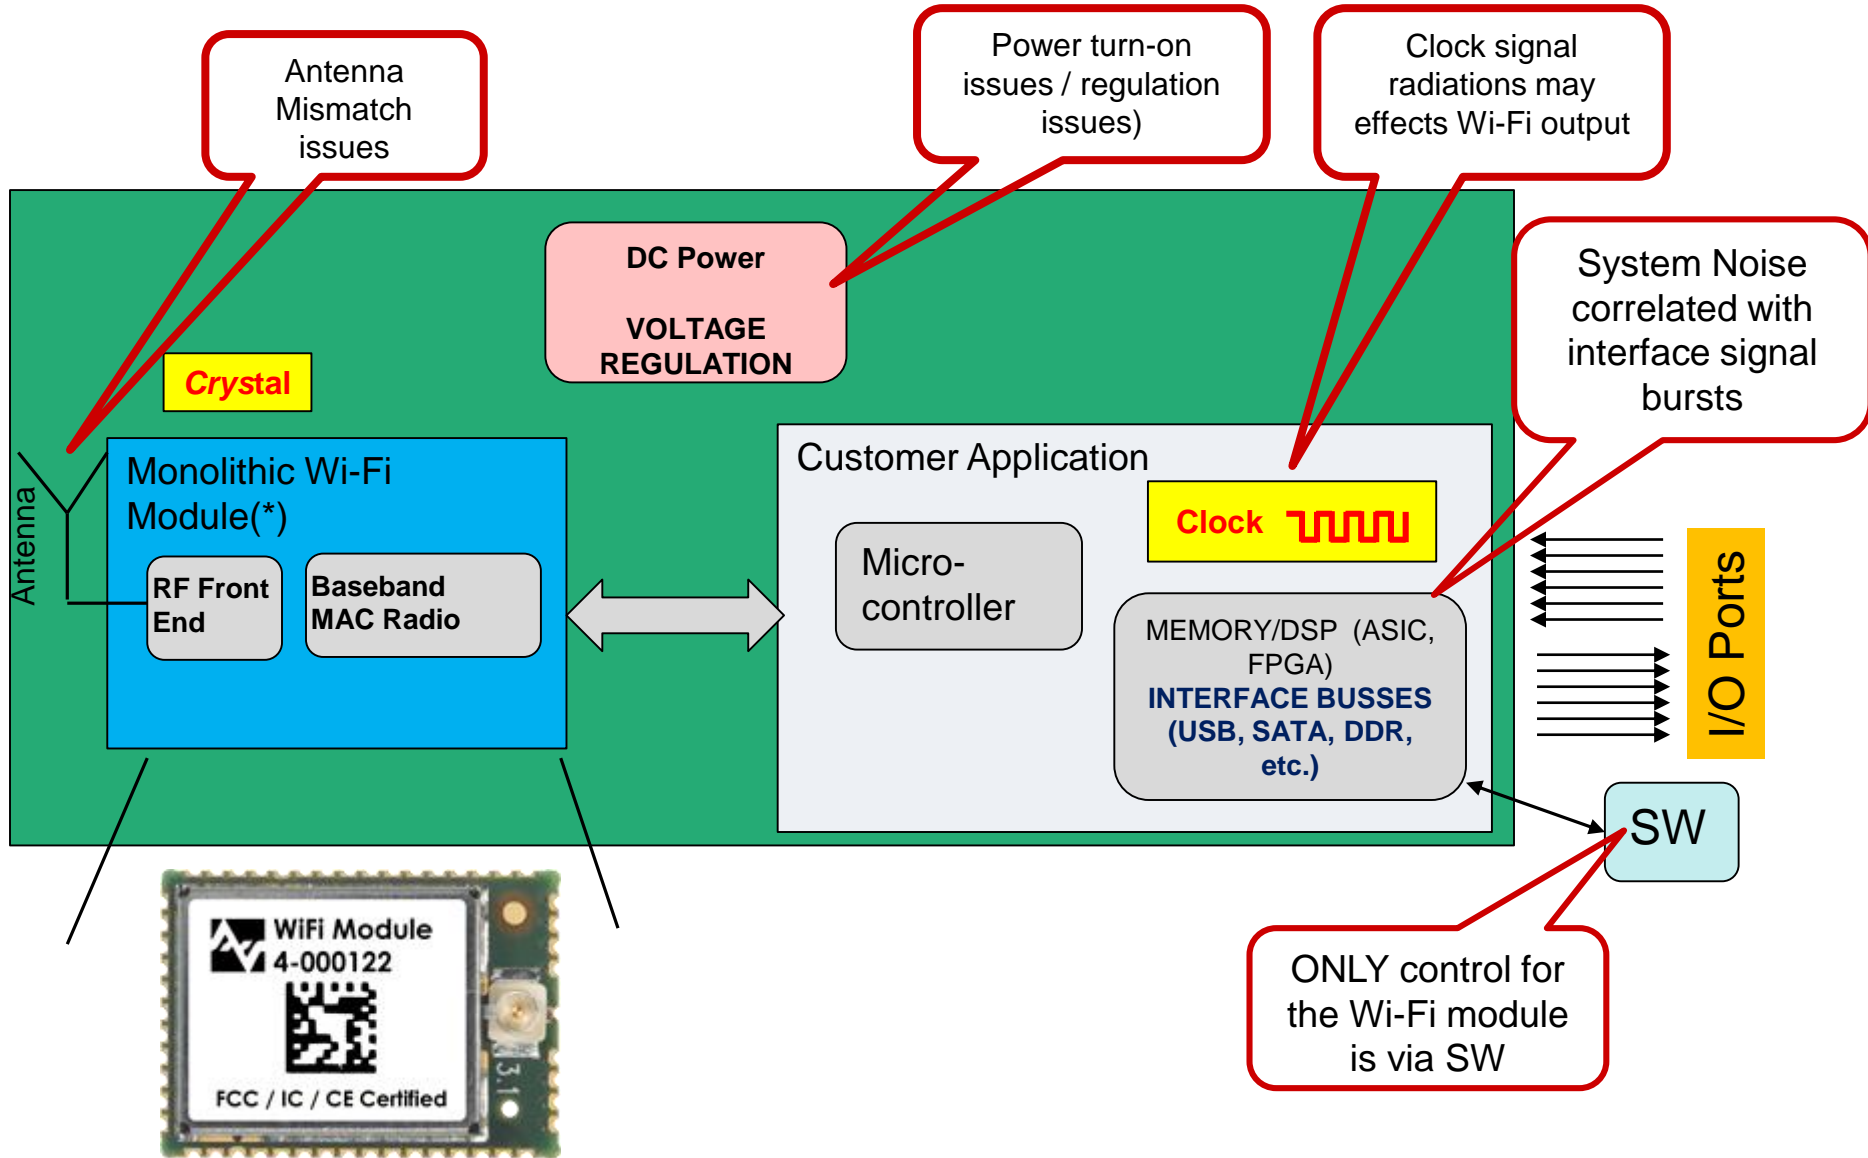 Antenna
Mismatch
issues
Power turn-on
issues / regulation
issues)
Clock signal
radiations may
effects Wi-Fi output
System Noise
correlated with
interface signal
bursts
DC Power
VOLTAGE
REGULATION
Crystal
Antenna
Monolithic Wi-Fi
Module(*)
RF Front
End
Baseband
MAC Radio
Customer Application
Clock
Micro-
controller
MEMORY/DSP (ASIC,
FPGA)
INTERFACE BUSSES
(USB, SATA, DDR,
etc.)
I/O Ports
SW
ONLY control for
the Wi-Fi module
is via SW
WiFi Module
4-000122
FCC / IC / CE Certified
3.1